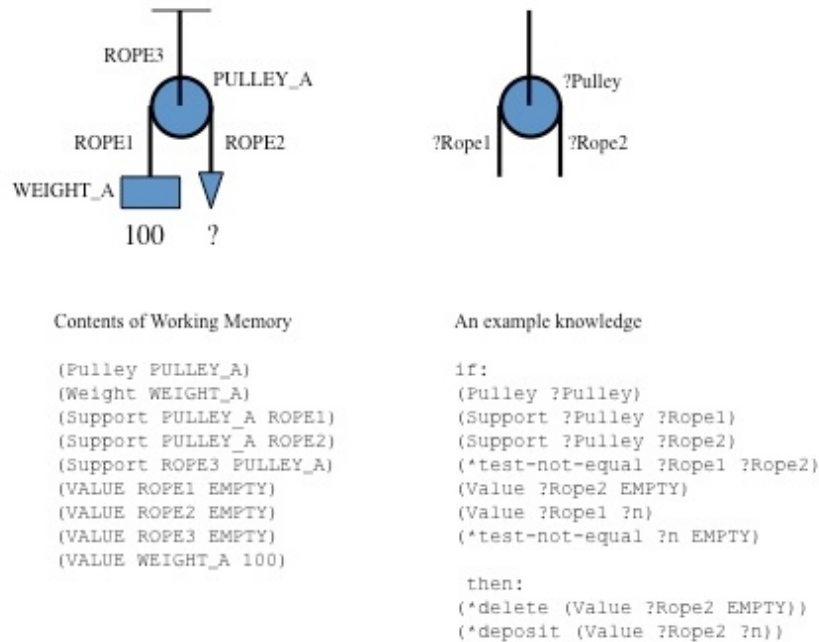 ROPE3
PULLEY_A
ROPE1
ROPE2
WEIGHT_A
100
?
?Pulley
?Rope1
?Rope2
Contents of Working Memory
(Pulley PULLEY_A)
(Weight WEIGHT_A)
(Support PULLEY_A ROPE1)
(Support PULLEY_A ROPE2)
(Support ROPE3 PULLEY_A)
(VALUE ROPE1 EMPTY)
(VALUE ROPE2 EMPTY)
(VALUE ROPE3 EMPTY)
(VALUE WEIGHT_A 100)
An example knowledge
if:
(Pulley ?Pulley)
(Support ?Pulley ?Rope1)
(Support ?Pulley ?Rope2)
(*test-not-equal ?Rope1 ?Rope2)
(Value ?Rope2 EMPTY)
(Value ?Rope1 ?n)
(*test-not-equal ?n EMPTY)
then:
(*delete (Value ?Rope2 EMPTY))
(*deposit (Value ?Rope2 ?n))